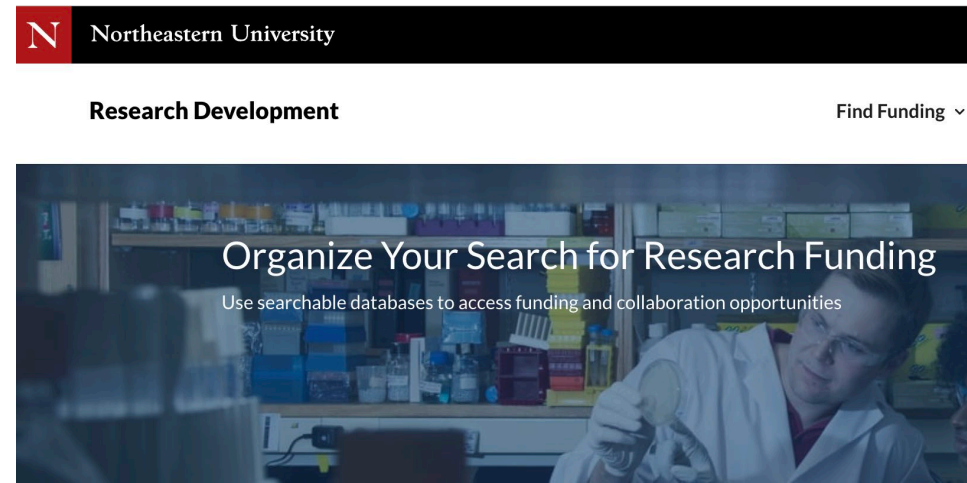 N Northeastern University
Research Development
Find Funding
Organize Your Search for Research Funding
Use searchable databases to access funding and collaboration opportunities